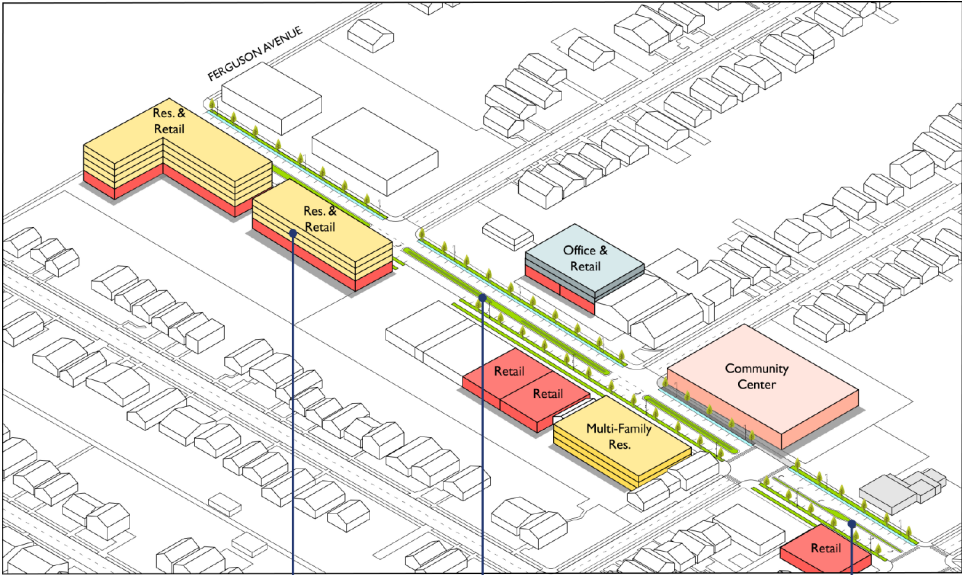 FERGUSON AVENUE
Res. &
Retail
Res. &
Retail
Office &
Retail
Community
Center
Retail
Retail
Multi-Family
Res.
Retail